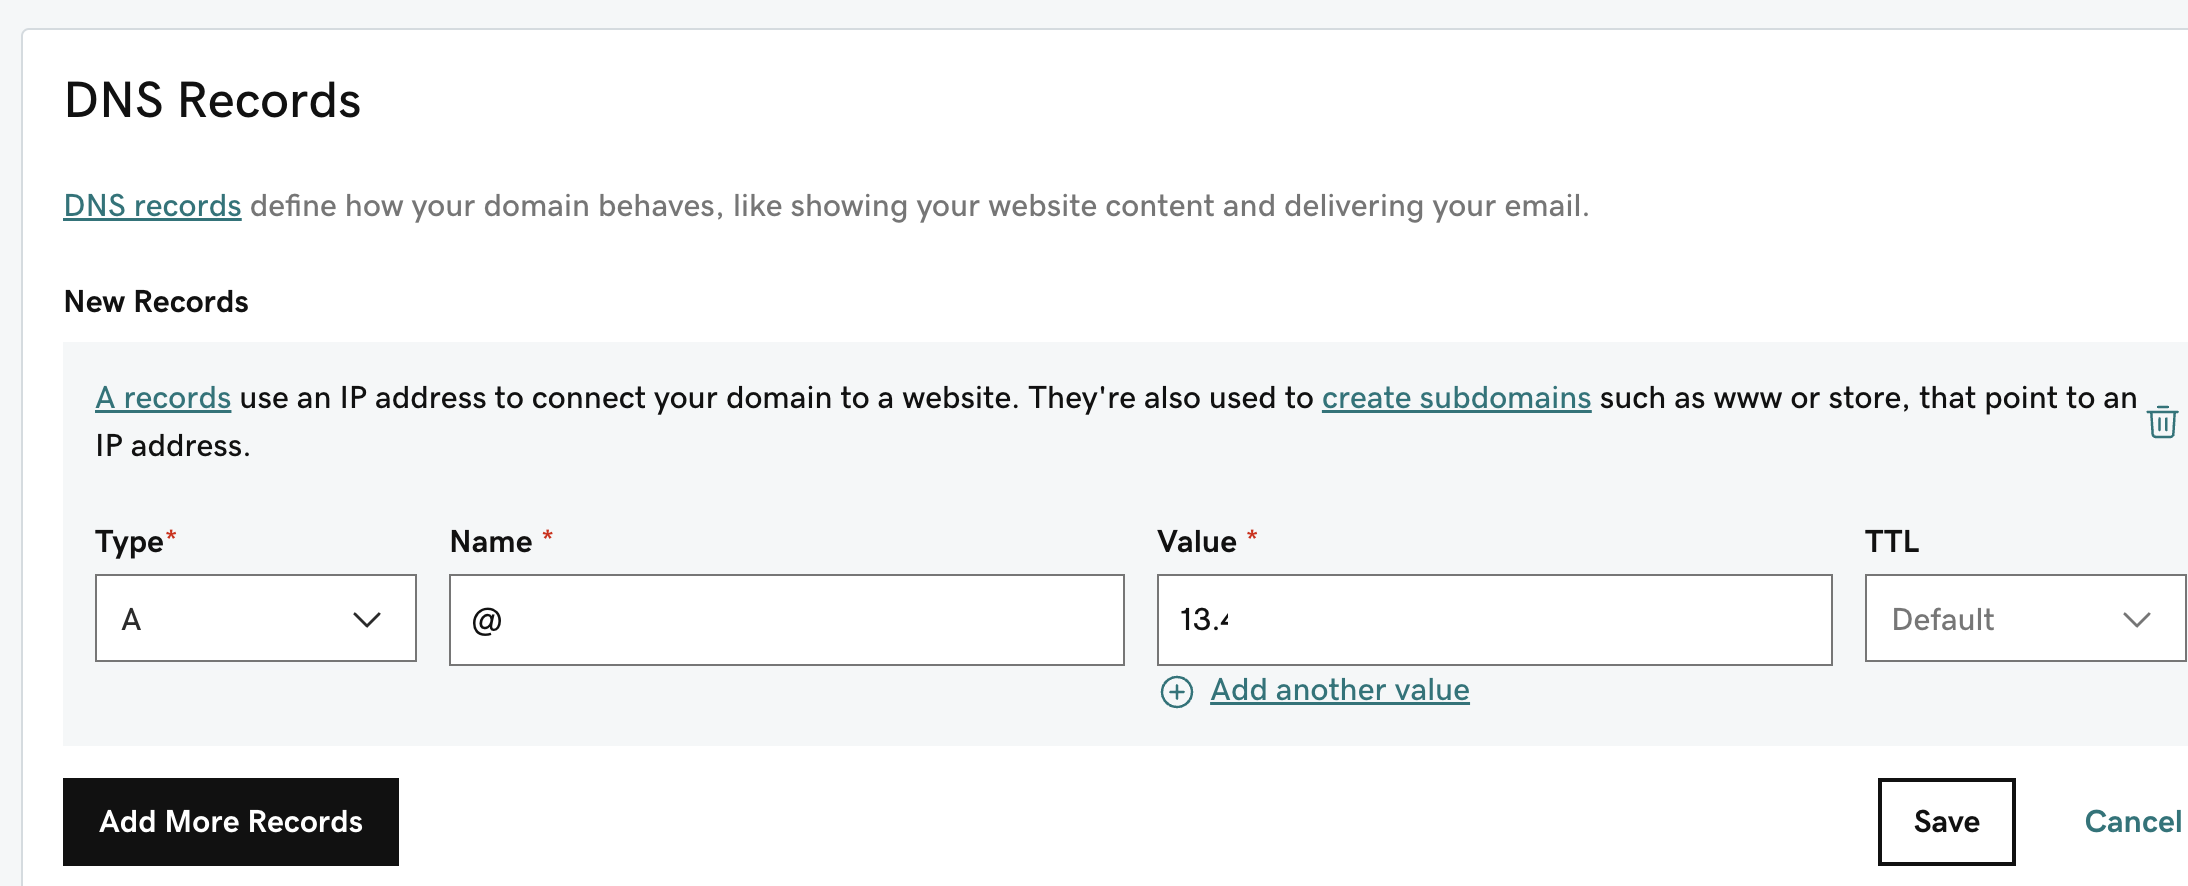 DNS Records
DNS records define how your domain behaves, like showing your website content and delivering your email.
New Records
A records use an IP address to connect your domain to a website. They're also used to create subdomains such as www or store, that point to an
IP address.
Type* Name * Value * TTL
A @ 13. Default
Add another value
Add More Records Save Cancel